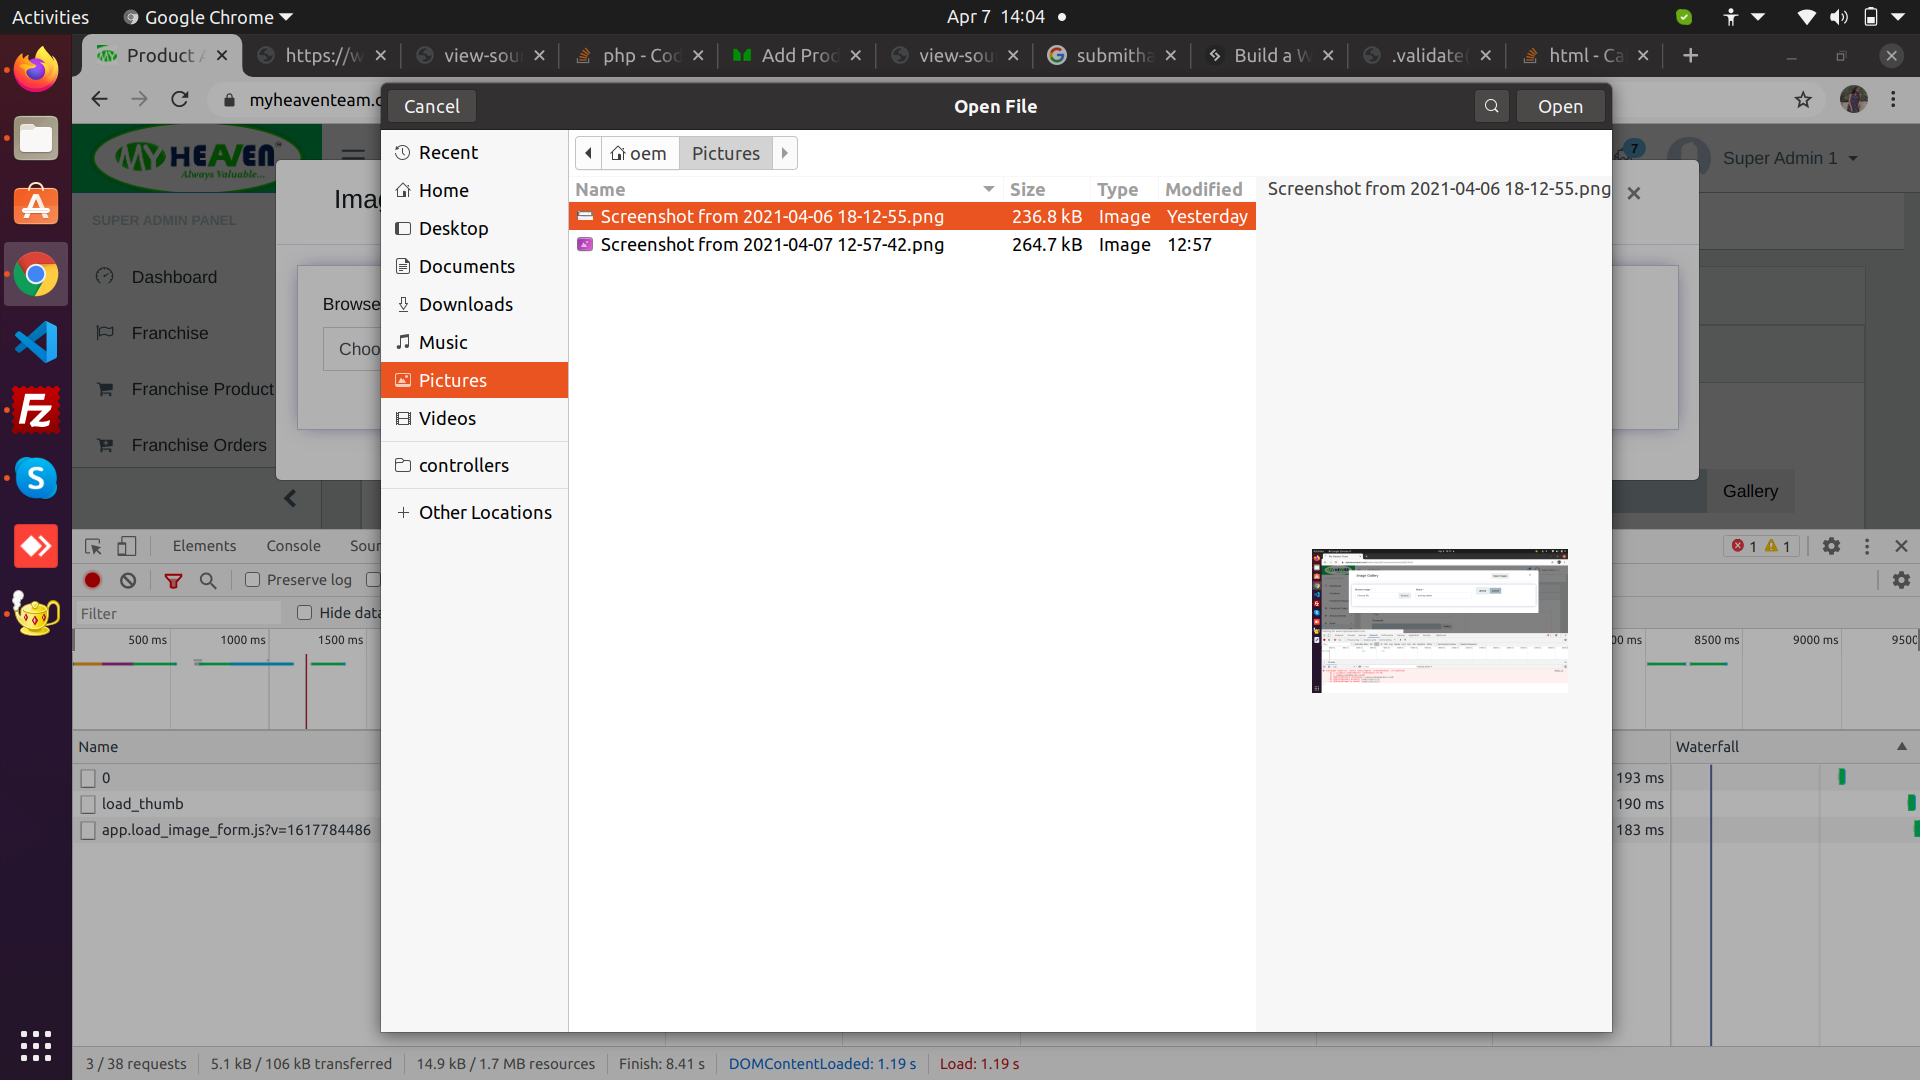 Activities
Google Chrome
Apr 7 14:04
Product A
https://w
view-sou
php - Cod
Add Prod
view-sou
submitha
Build a W
.validate(
html - Ca
myheaventeam.c
Cancel
Open File
Open
MY HEAVEN
Always Valuable...
7
Super Admin 1
SUPER ADMIN PANEL
Dashboard
Franchise
Franchise Product
Franchise Orders
Browse
Choo
Gallery
Recent
Home
Desktop
Documents
Downloads
Music
Pictures
Videos
controllers
Other Locations
oem
Pictures
Name
Size
Type
Modified
Screenshot from 2021-04-06 18-12-55.png
236.8 kB
Image
Yesterday
Screenshot from 2021-04-07 12-57-42.png
264.7 kB
Image
12:57
Screenshot from 2021-04-06 18-12-55.png
Elements
Console
Sour
1
1
Preserve log
Filter
Hide data
500 ms
1000 ms
1500 ms
00 ms
8500 ms
9000 ms
9500
Name
Waterfall
0
193 ms
load_thumb
190 ms
app.load_image_form.js?v=1617784486
183 ms
3 / 38 requests
5.1 kB / 106 kB transferred
14.9 kB / 1.7 MB resources
Finish: 8.41 s
DOMContentLoaded: 1.19 s
Load: 1.19 s